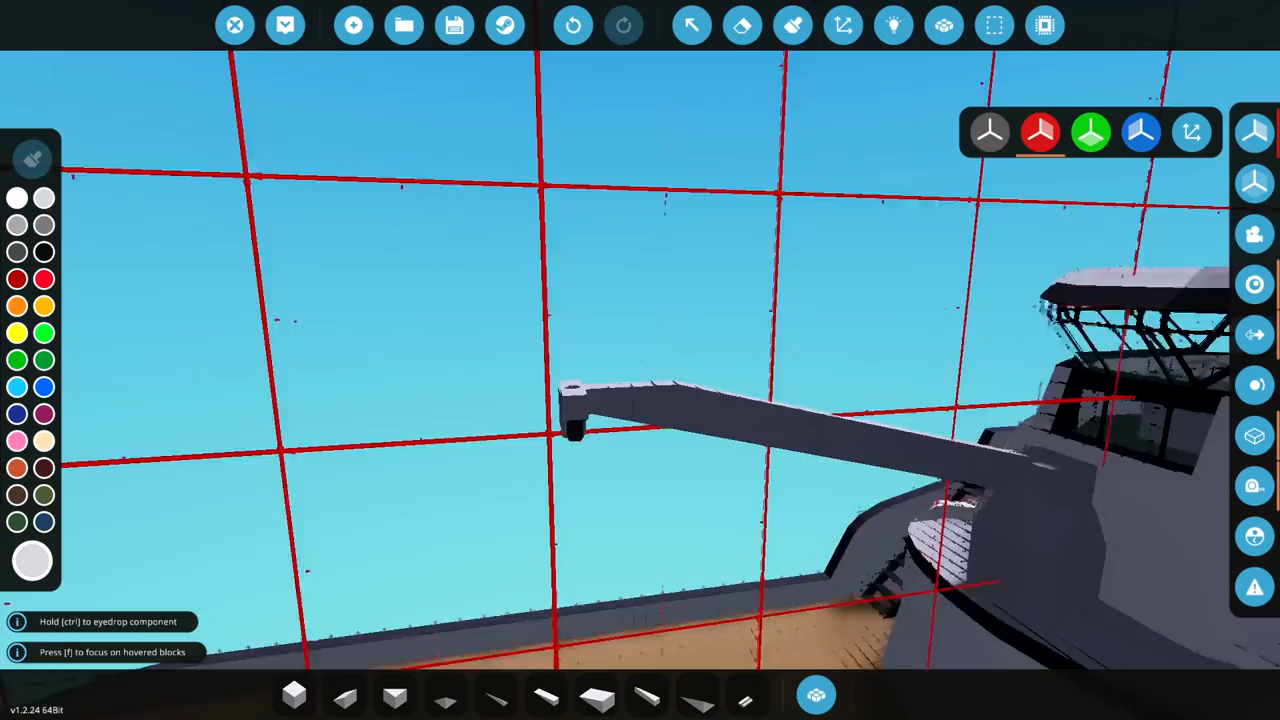 Hold [ctrl] to eyedrop component
Press [f] to focus on hovered blocks
v1.2.24 64Bit